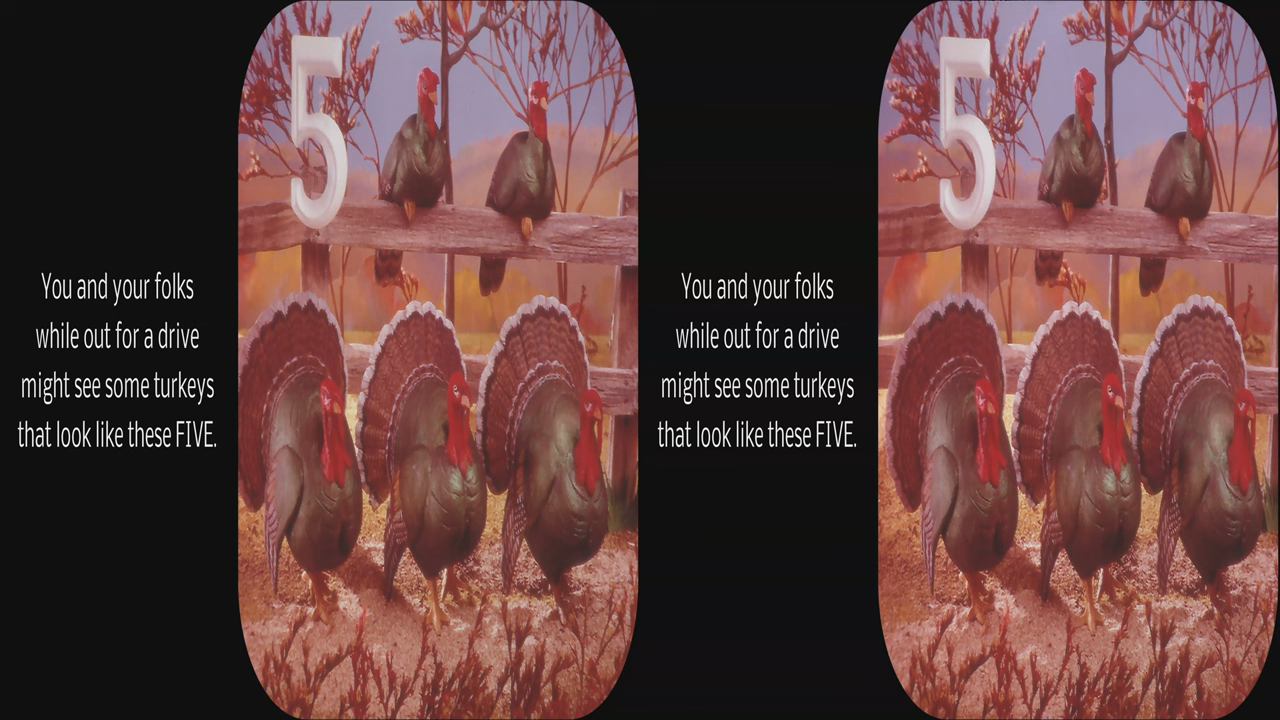 5
You and your folks
while out for a drive
might see some turkeys
that look like these FIVE.
5
You and your folks
while out for a drive
might see some turkeys
that look like these FIVE.